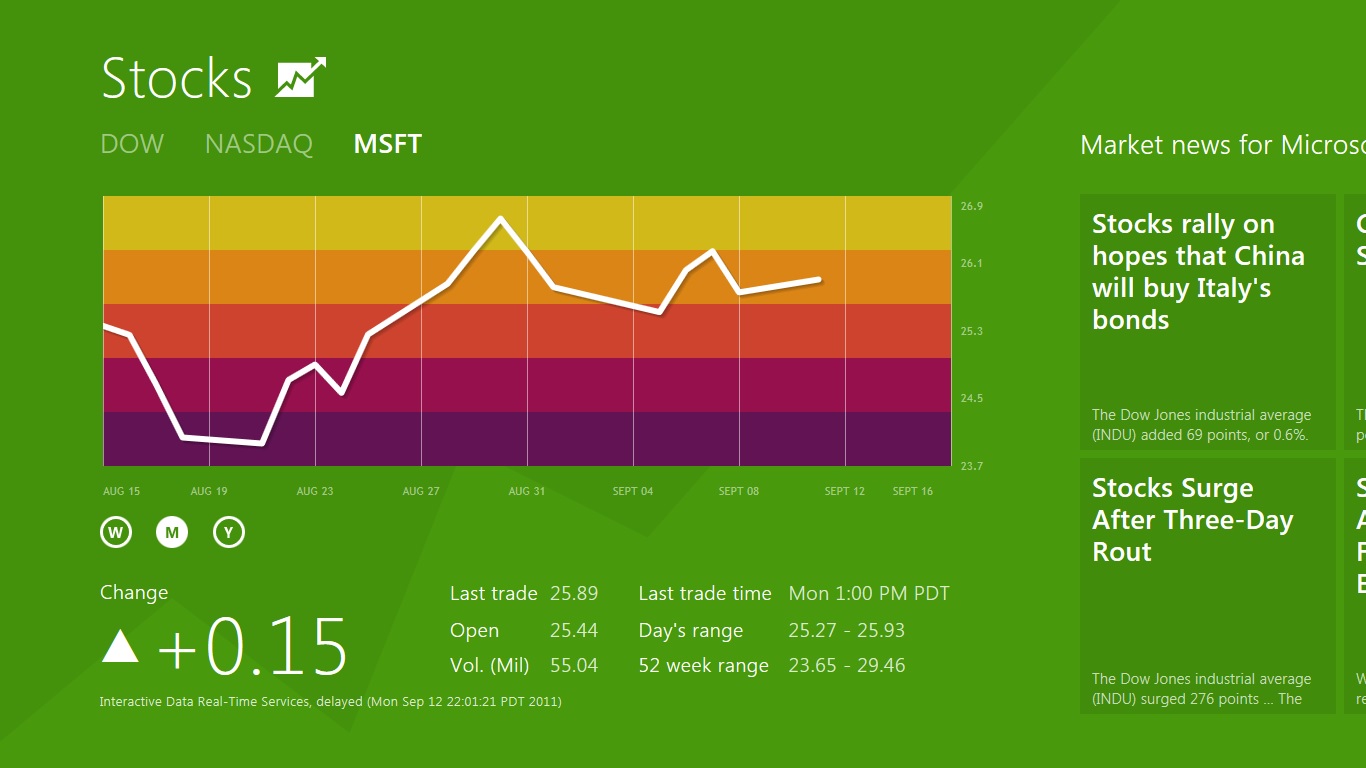 Stocks
DOW NASDAQ MSFT
26.9
26.1
25.3
24.5
23.7
AUG 15 AUG 19 AUG 23 AUG 27 AUG 31 SEPT 04 SEPT 08 SEPT 12 SEPT 16
W M Y
Change
+0.15
Last trade 25.89 Last trade time Mon 1:00 PM PDT
Open 25.44 Day's range 25.27 - 25.93
Vol. (Mil) 55.04 52 week range 23.65 - 29.46
Interactive Data Real-Time Services, delayed (Mon Sep 12 22:01:21 PDT 2011)
Market news for
Stocks rally on
hopes that China
will buy Italy's
bonds
The Dow Jones industrial average
(INDU) added 69 points, or 0.6%.
Stocks Surge
After Three-Day
Rout
The Dow Jones industrial average
(INDU) surged 276 points ... The